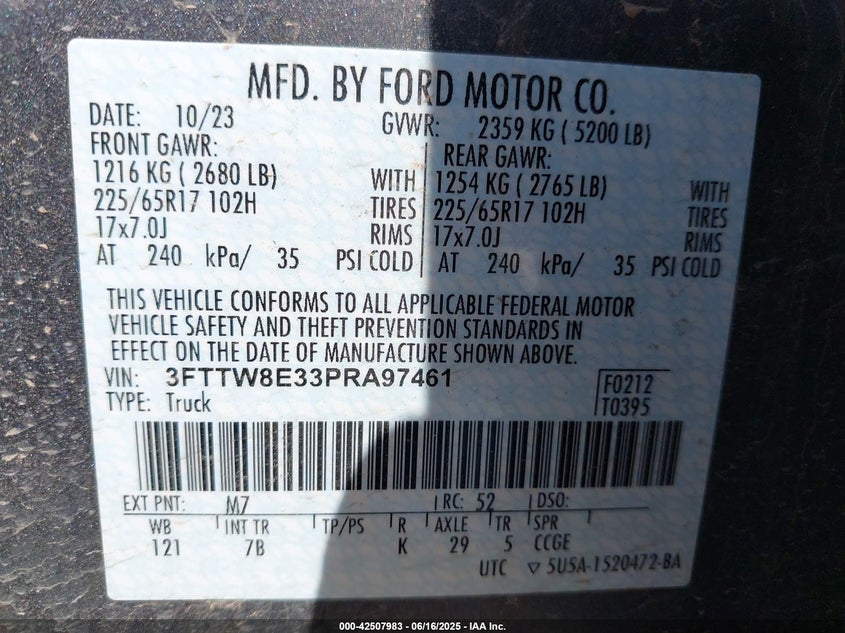 MFD. BY FORD MOTOR CO.
DATE: 10/23 GVWR: 2359 KG ( 5200 LB)
FRONT GAWR: REAR GAWR:
1216 KG ( 2680 LB) WITH 1254 KG ( 2765 LB) WITH
225/65R17 102H TIRES 225/65R17 102H TIRES
17x7.0J RIMS 17x7.0J RIMS
AT 240 kPa/ 35 PSI COLD AT 240 kPa/ 35 PSI COLD
THIS VEHICLE CONFORMS TO ALL APPLICABLE FEDERAL MOTOR
VEHICLE SAFETY AND THEFT PREVENTION STANDARDS IN
EFFECT ON THE DATE OF MANUFACTURE SHOWN ABOVE.
VIN: 3FTTW8E33PRA97461 F0212
TYPE: Truck T0395
EXT PNT: M7 RC: 52 DSO:
WB INT TR TP/PS R AXLE TR SPR
121 7B K 29 5 CCGE
UTC ▽ 5U5A-1520472-BA
000-42507983 - 06/16/2025 - IAA Inc.